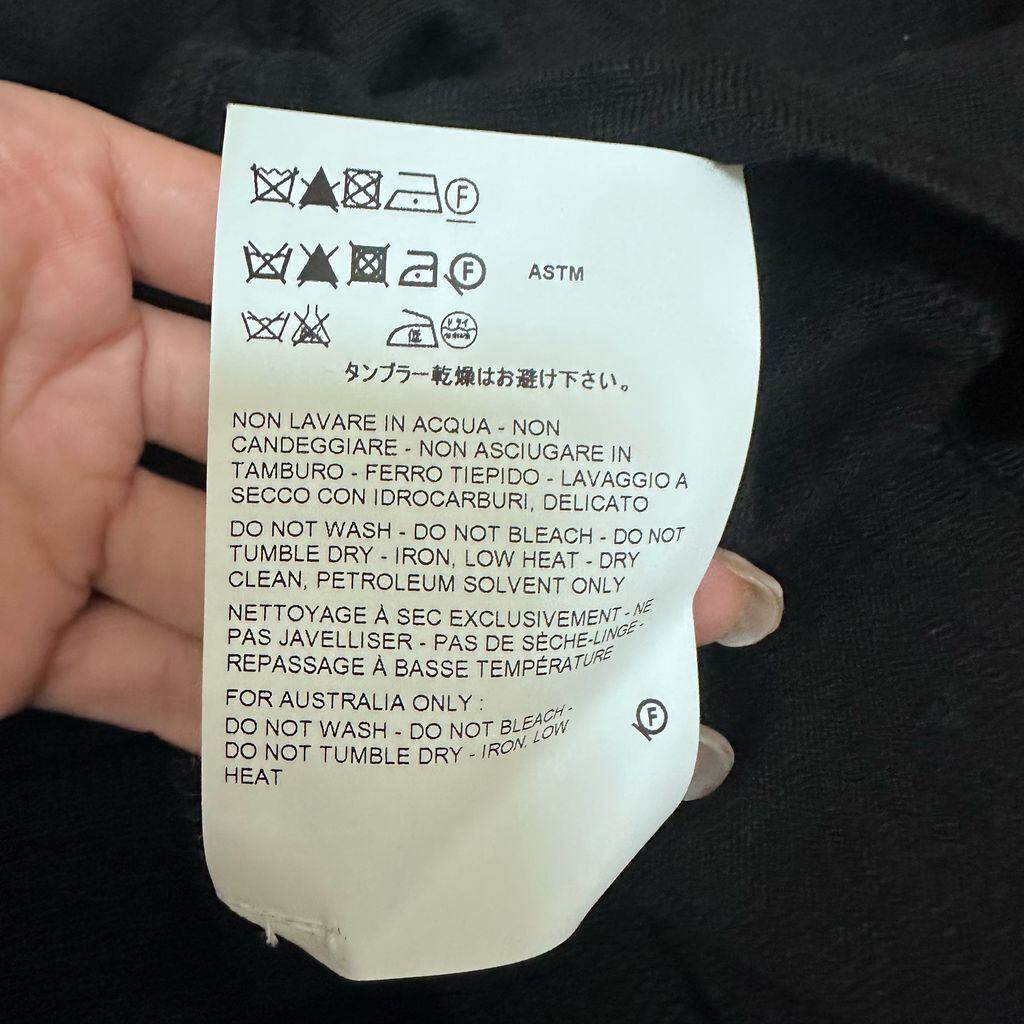 F
F ASTM
低 ドライ
タンブラー乾燥はお避け下さい。
NON LAVARE IN ACQUA - NON
CANDEGGIARE - NON ASCIUGARE IN
TAMBURO - FERRO TIEPIDO - LAVAGGIO A
SECCO CON IDROCARBURI, DELICATO
DO NOT WASH - DO NOT BLEACH - DO NOT
TUMBLE DRY - IRON, LOW HEAT - DRY
CLEAN, PETROLEUM SOLVENT ONLY
NETTOYAGE À SEC EXCLUSIVEMENT - NE
PAS JAVELLISER - PAS DE SÈCHE-LINGE -
REPASSAGE À BASSE TEMPÉRATURE
FOR AUSTRALIA ONLY :
DO NOT WASH - DO NOT BLEACH -
DO NOT TUMBLE DRY - IRON, LOW
HEAT
F